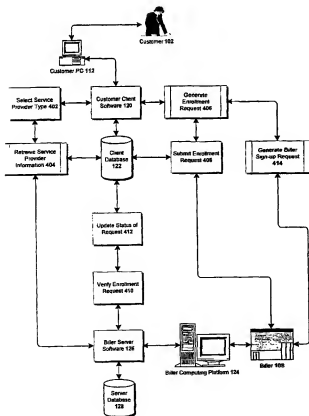 Customer 102
Customer PC 112
Select Service
Provider Type 402
Customer Client
Software 120
Generate
Enrollment
Request 406
Retrieve Service
Provider
Information 404
Client
Database
122
Submit Enrollment
Request 408
Generate Biller
Sign-up Request
414
Update Status of
Request 412
Verify Enrollment
Request 410
Biller Server
Software 126
Biller Computing Platform 124
Biller 108
Server
Database
128